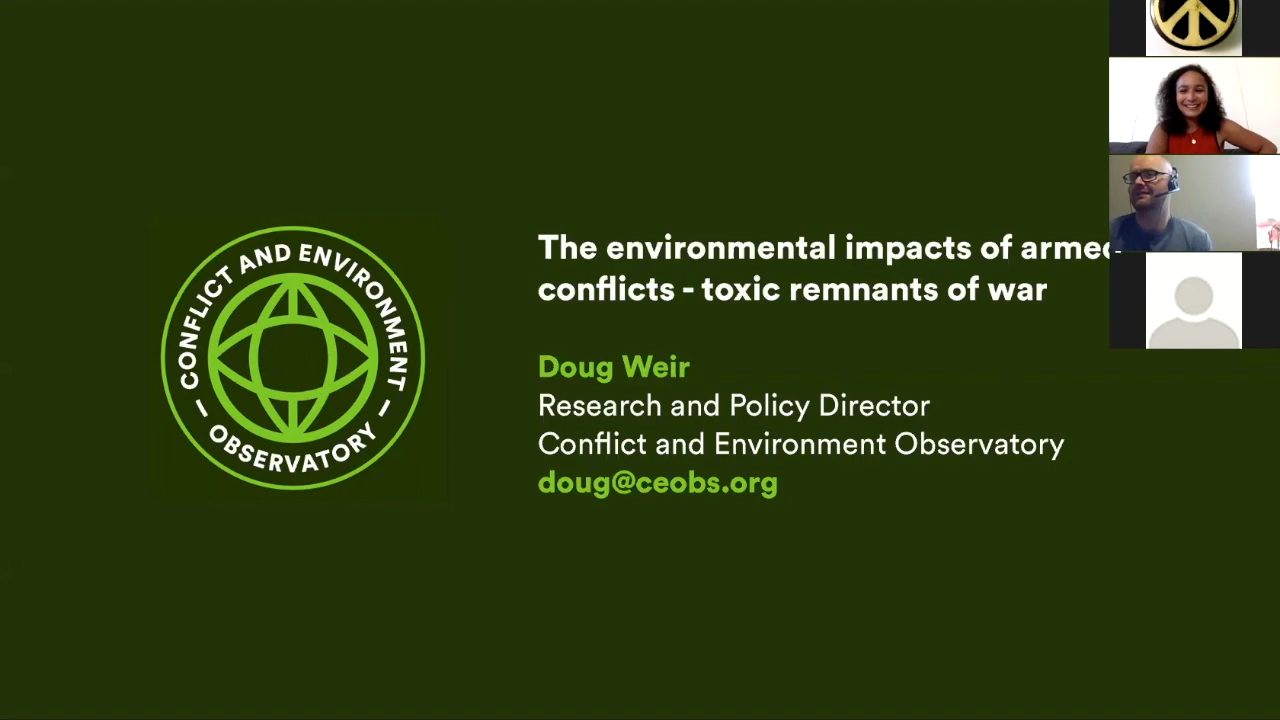 CONFLICT AND ENVIRONMENT
– OBSERVATORY –
The environmental impacts of armed
conflicts - toxic remnants of war
Doug Weir
Research and Policy Director
Conflict and Environment Observatory
doug@ceobs.org